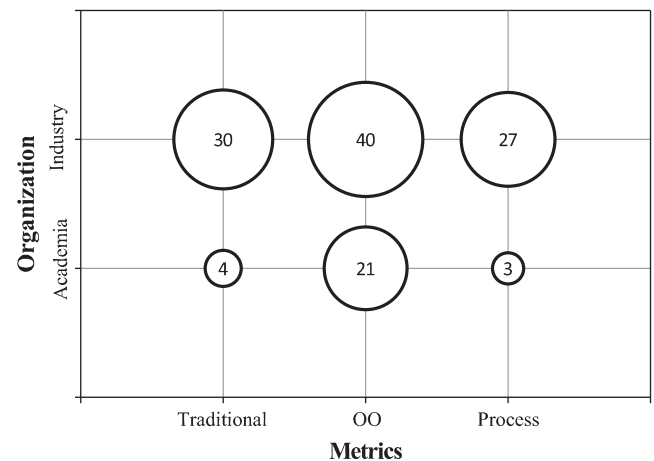 Organization
Industry
Academia
30 40 27
4 21 3
Traditional OO Process
Metrics